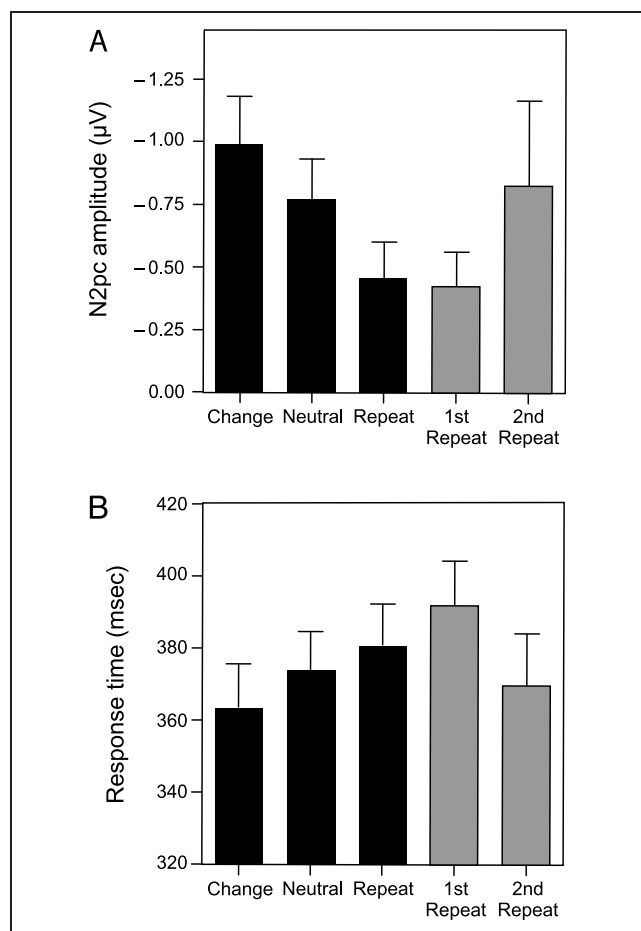 A
N2pc amplitude (µV)
–1.25
–1.00
–0.75
–0.50
–0.25
0.00
Change Neutral Repeat 1st Repeat 2nd Repeat
B
Response time (msec)
420
400
380
360
340
320
Change Neutral Repeat 1st Repeat 2nd Repeat